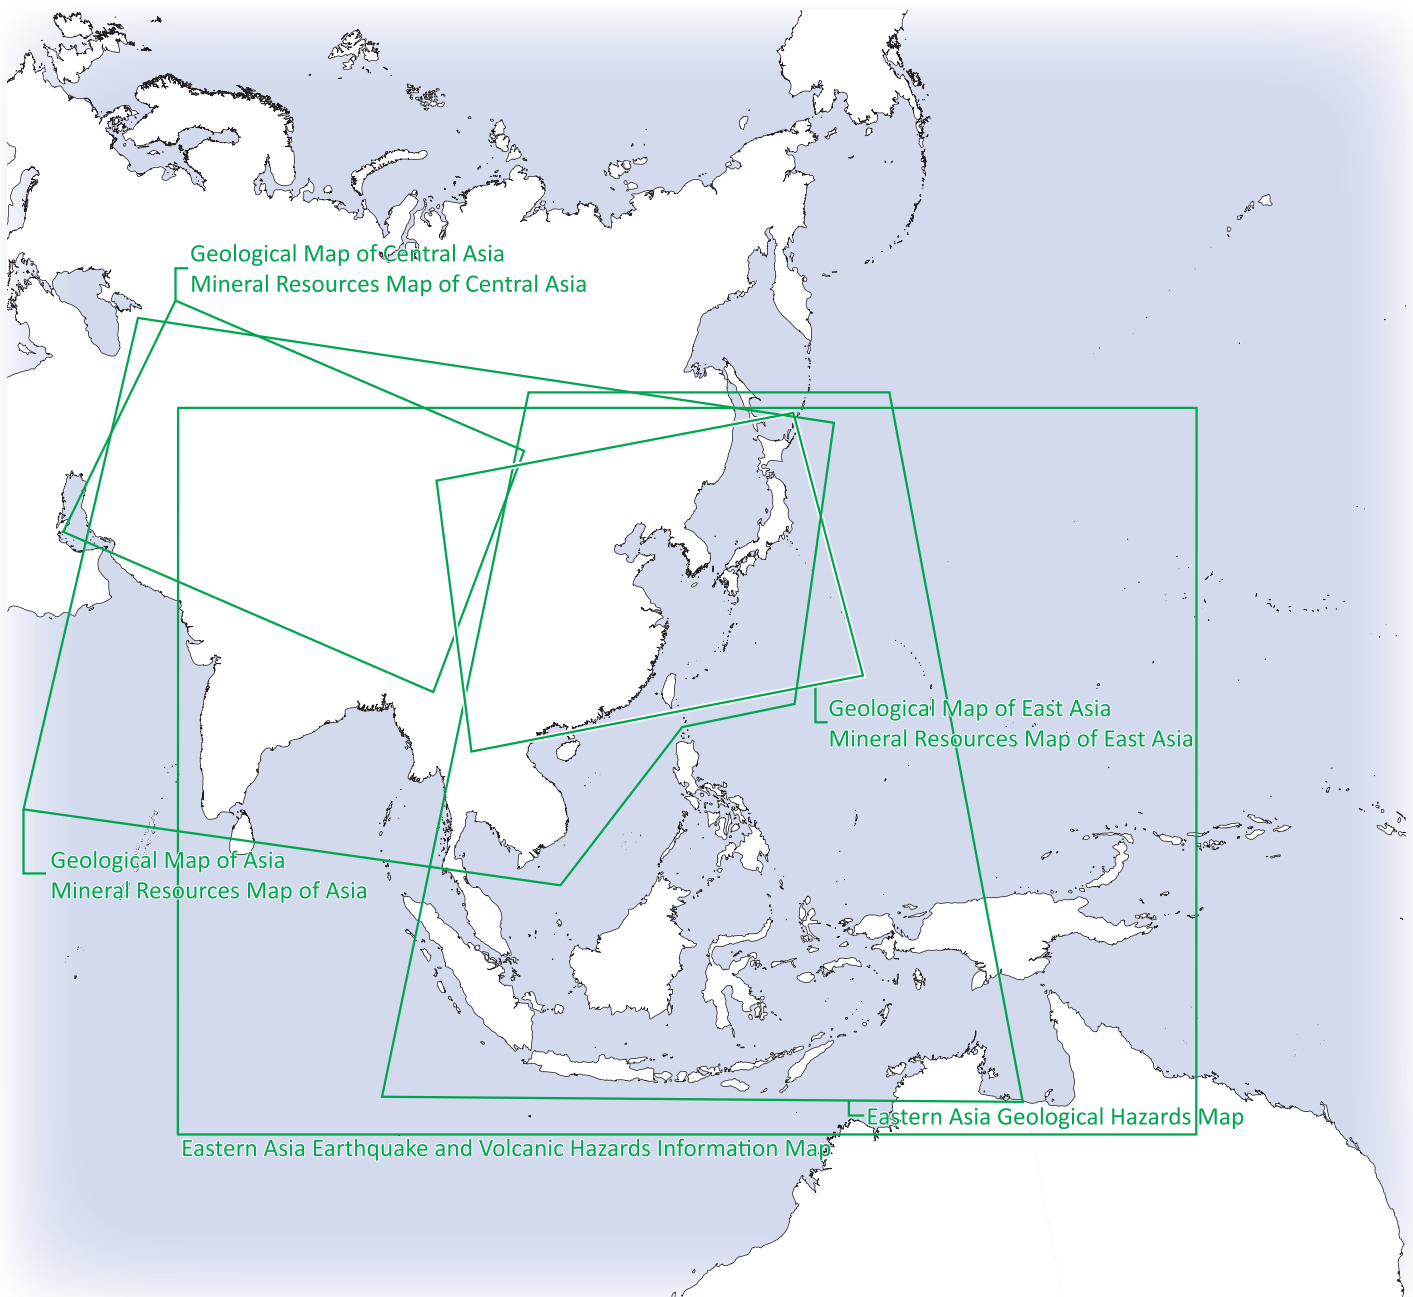 Geological Map of Central Asia
Mineral Resources Map of Central Asia
Geological Map of East Asia
Mineral Resources Map of East Asia
Geological Map of Asia
Mineral Resources Map of Asia
Eastern Asia Geological Hazards Map
Eastern Asia Earthquake and Volcanic Hazards Information Map